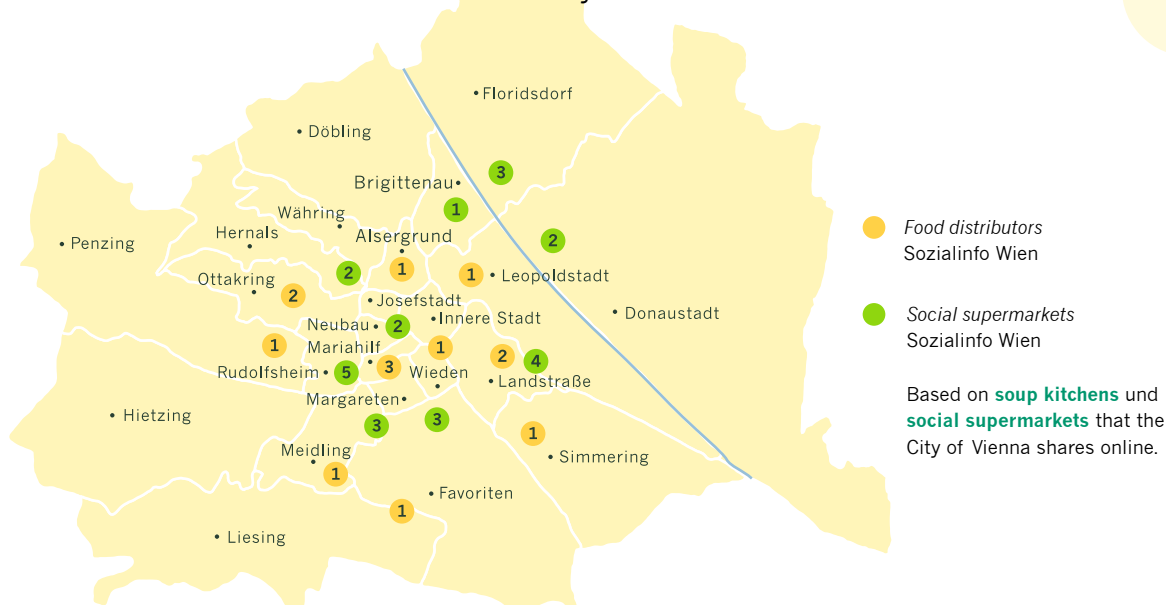 Floridsdorf
Döbling
3
Brigittenau
1
Währing
Hernals
Alsergrund
2
Penzing
Food distributors
Sozialinfo Wien
2
1
1
Leopoldstadt
Ottakring
2
Josefstadt
Innere Stadt
Donaustadt
Social supermarkets
Sozialinfo Wien
Neubau
2
1
Mariahilf
1
2
4
Rudolfsheim
5
3
Wieden
Landstraße
Margareten
Based on soup kitchens und
social supermarkets that the
City of Vienna shares online.
Hietzing
3
3
1
Meidling
Simmering
1
Favoriten
1
Liesing